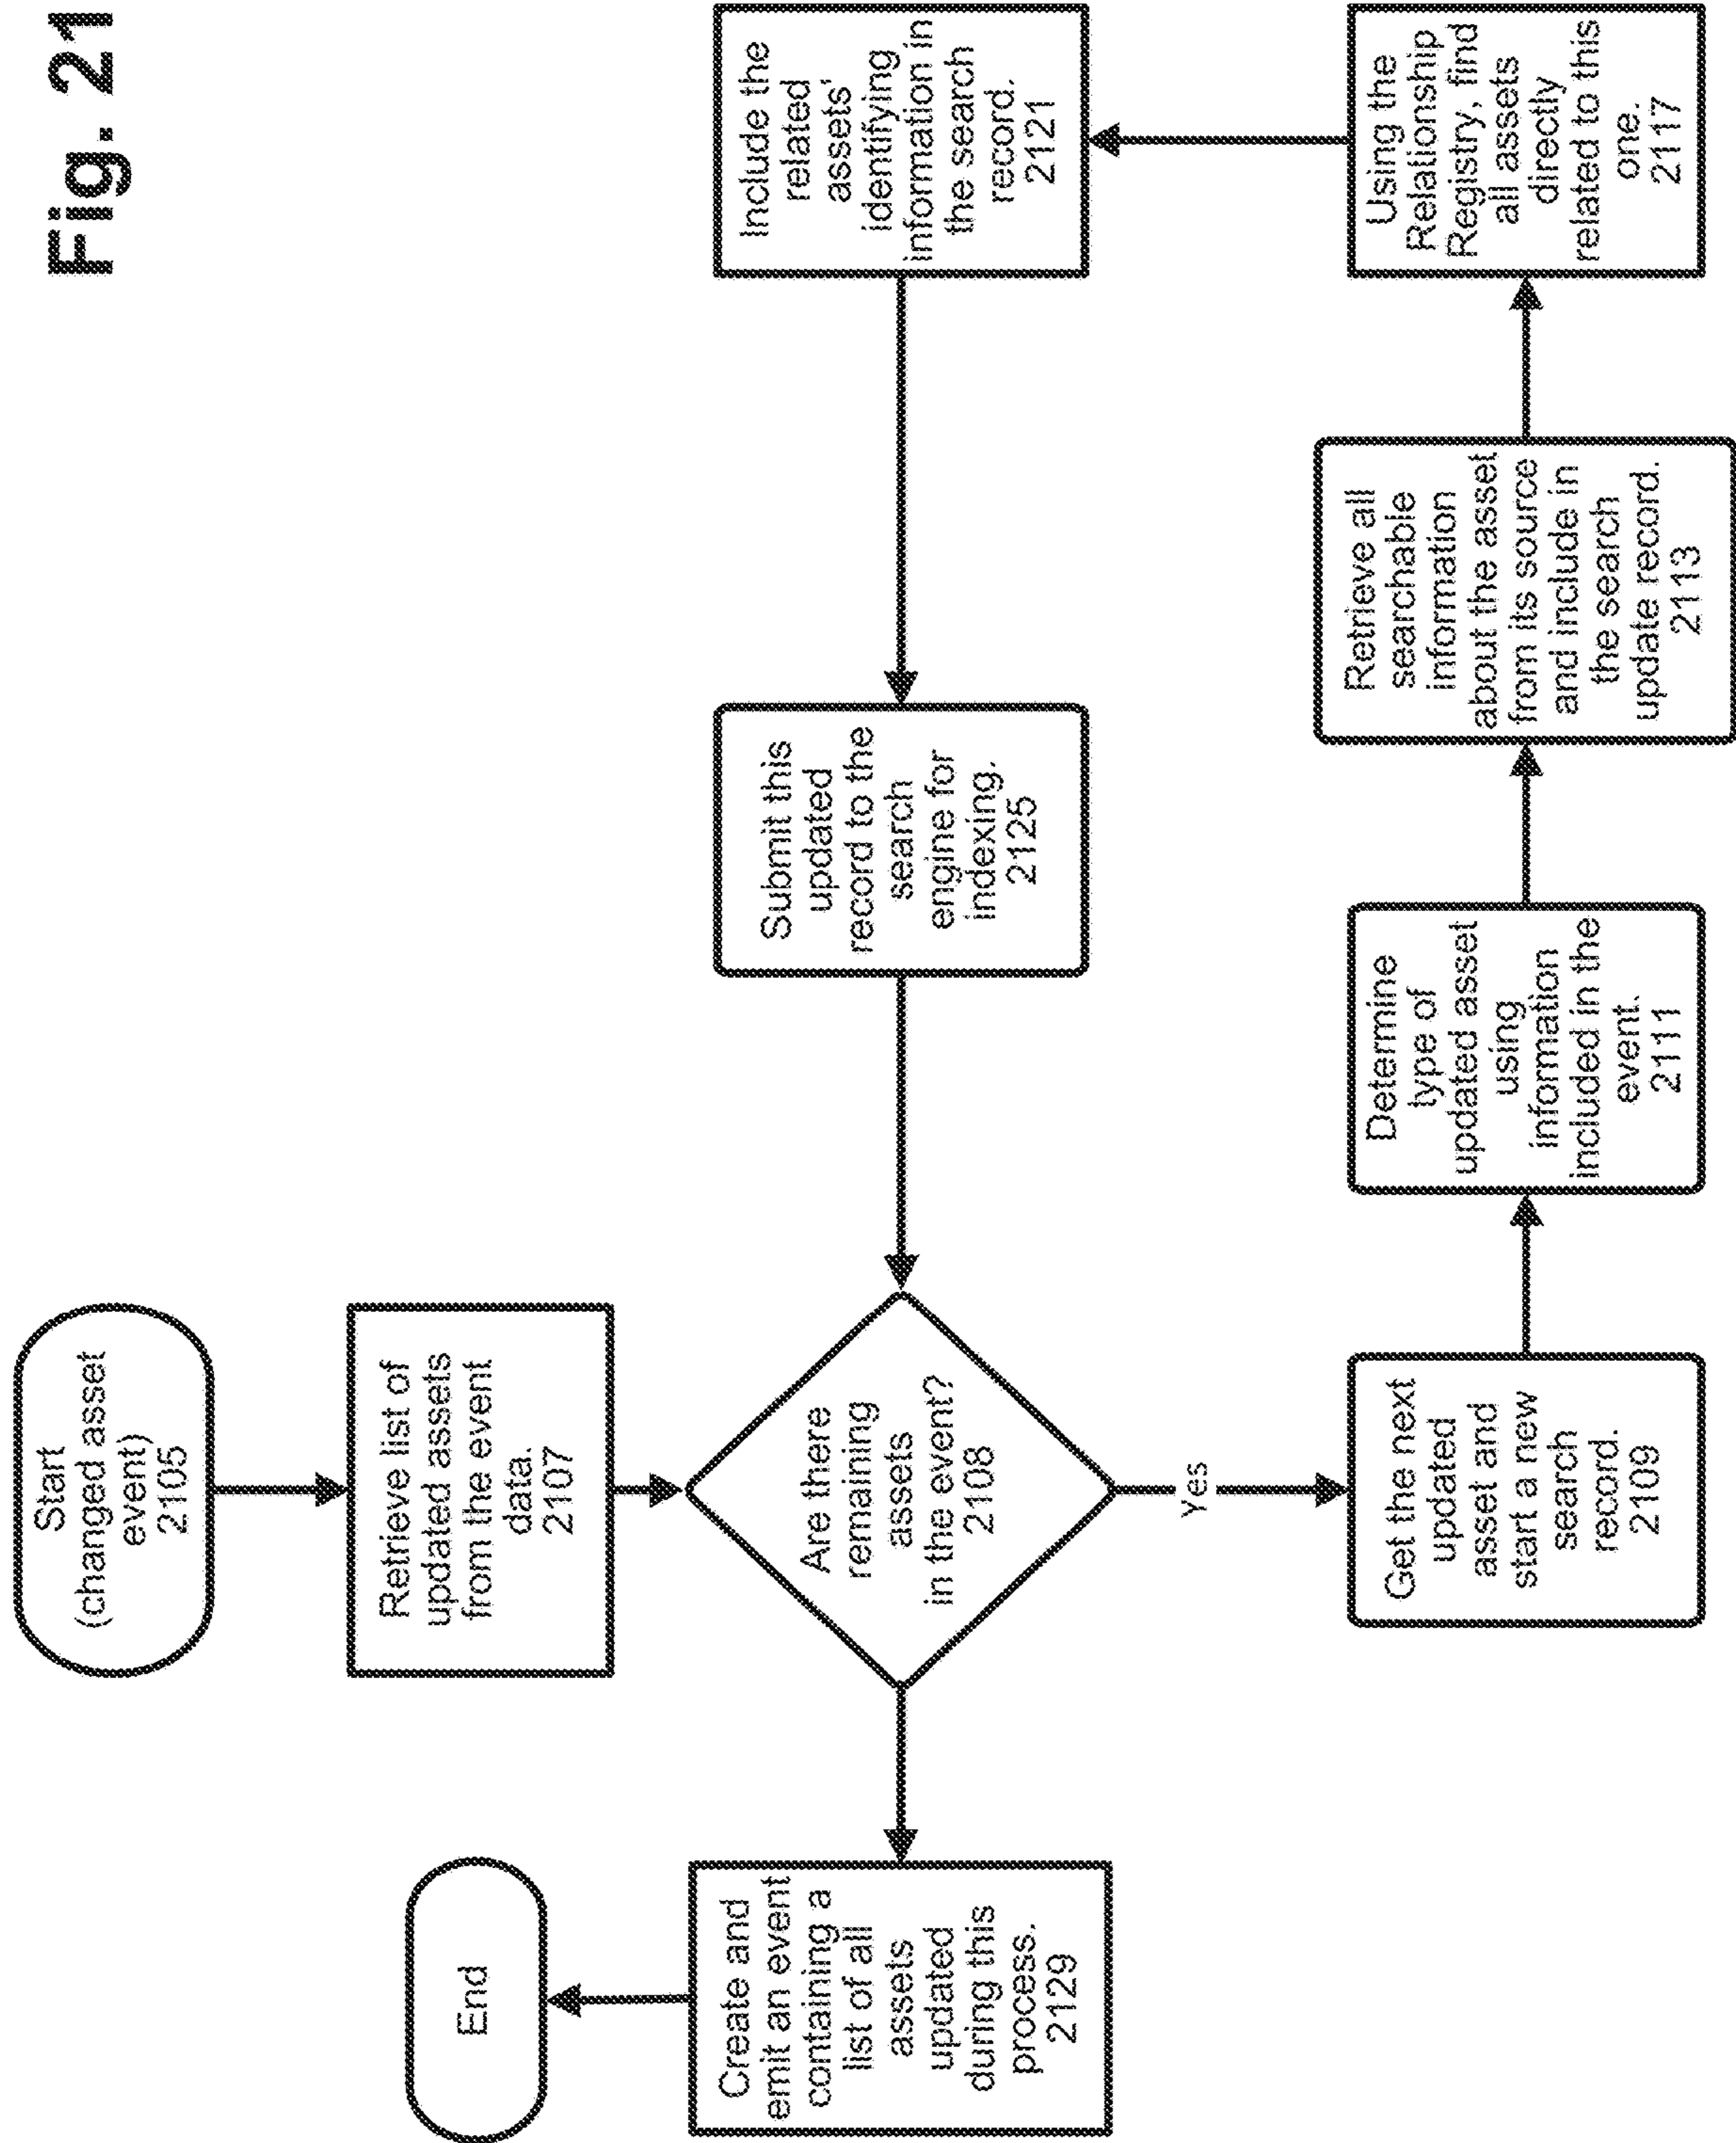 Fig. 21
Start
(changed asset
event)
2105
Retrieve list of
updated assets
from the event
data.
2107
Are there
remaining
assets
in the event?
2108
Yes
Get the next
updated
asset and
start a new
search
record.
2109
Determine
type of
updated asset
using
information
included in the
event.
2111
Retrieve all
searchable
information
about the asset
from its source
and include in
the search
update record.
2113
Using the
Relationship
Registry, find
all assets
directly
related to this
one.
2117
Include the
related
assets'
identifying
information in
the search
record.
2121
Submit this
updated
record to the
search
engine for
indexing.
2125
Create and
emit an event
containing a
list of all
assets
updated
during this
process.
2129
End